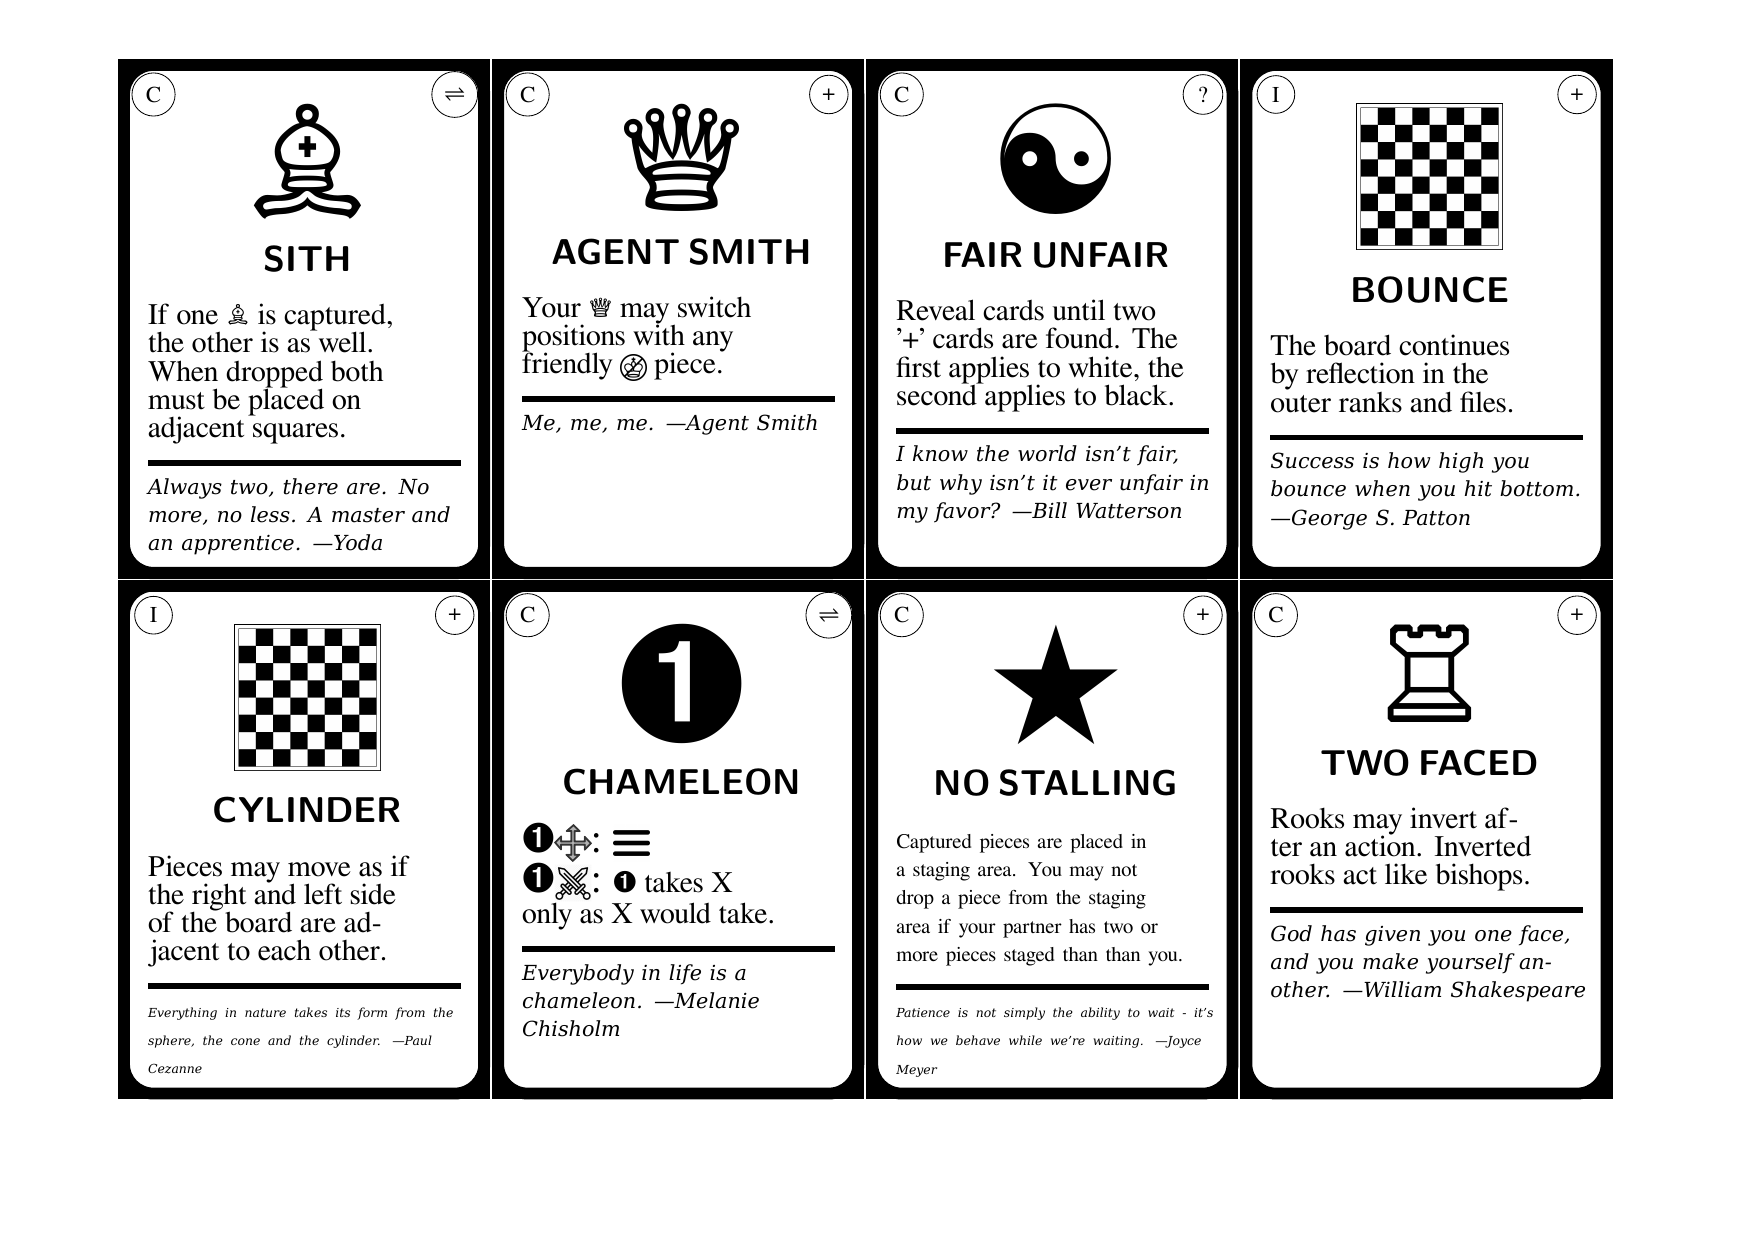 C ⇌
SITH
If one ♗ is captured,
the other is as well.
When dropped both
must be placed on
adjacent squares.
Always two, there are. No
more, no less. A master and
an apprentice. —Yoda
C +
AGENT SMITH
Your ♕ may switch
positions with any
friendly piece.
Me, me, me. —Agent Smith
C ?
FAIR UNFAIR
Reveal cards until two
’+’ cards are found. The
first applies to white, the
second applies to black.
I know the world isn’t fair,
but why isn’t it ever unfair in
my favor? —Bill Watterson
I +
BOUNCE
The board continues
by reflection in the
outer ranks and files.
Success is how high you
bounce when you hit bottom.
—George S. Patton
I +
CYLINDER
Pieces may move as if
the right and left side
of the board are ad-
jacent to each other.
Everything in nature takes its form from the
sphere, the cone and the cylinder. —Paul
Cezanne
C ⇌
1
CHAMELEON
❶: ☰
❶⚔: ❶ takes X
only as X would take.
Everybody in life is a
chameleon. —Melanie
Chisholm
C +
NO STALLING
Captured pieces are placed in
a staging area. You may not
drop a piece from the staging
area if your partner has two or
more pieces staged than than you.
Patience is not simply the ability to wait - it’s
how we behave while we’re waiting. —Joyce
Meyer
C +
TWO FACED
Rooks may invert af-
ter an action. Inverted
rooks act like bishops.
God has given you one face,
and you make yourself an-
other. —William Shakespeare